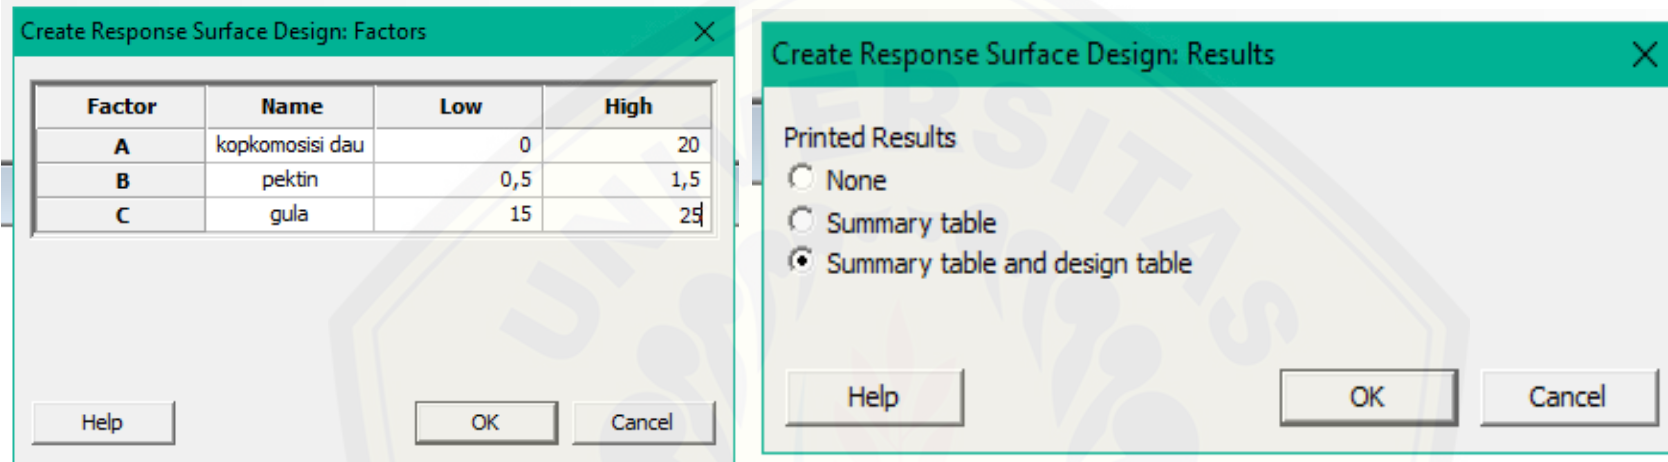 Create Response Surface Design: Factors
Factor Name Low High
A kopkomosisi dau 0 20
B pektin 0,5 1,5
C gula 15 25
Help OK Cancel
Create Response Surface Design: Results
Printed Results
None
Summary table
Summary table and design table
Help OK Cancel
UNIVERSITAS